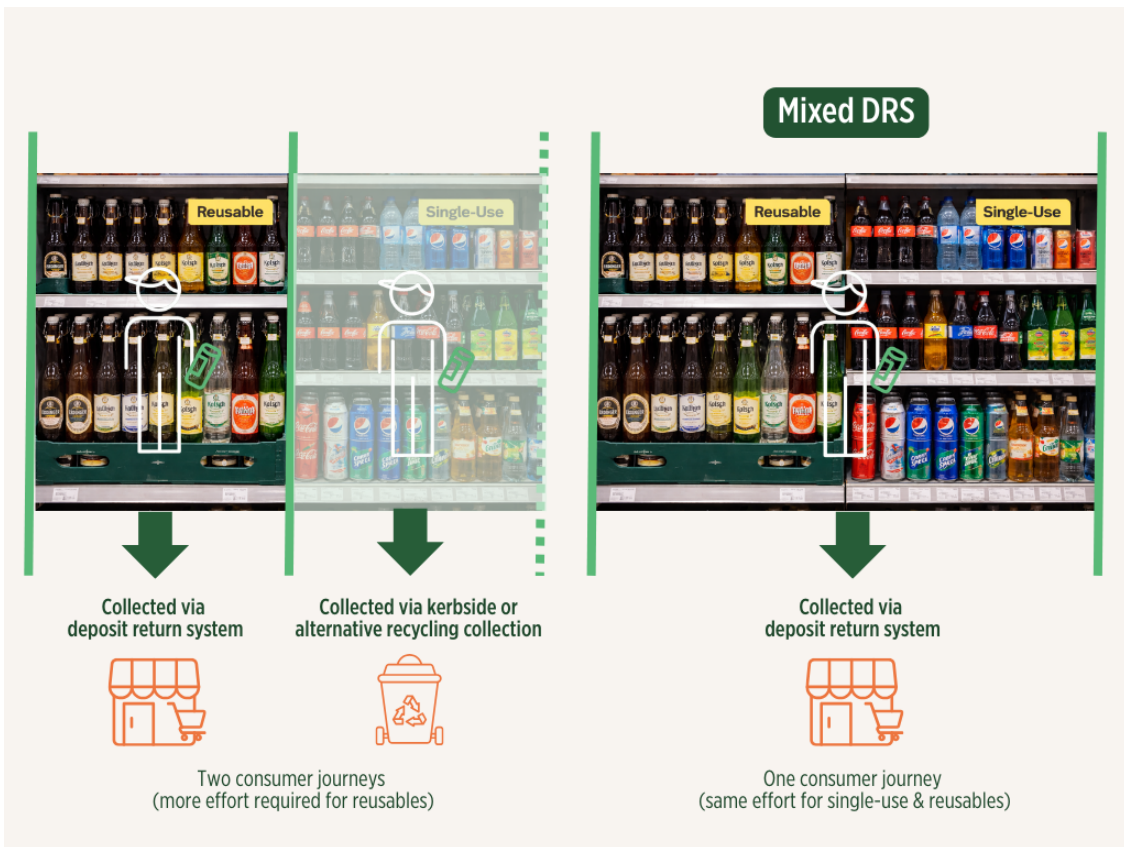 Mixed DRS
Reusable
Single-Use
Reusable
Single-Use
Collected via
deposit return system
Collected via kerbside or
alternative recycling collection
Collected via
deposit return system
Two consumer journeys
(more effort required for reusables)
One consumer journey
(same effort for single-use & reusables)